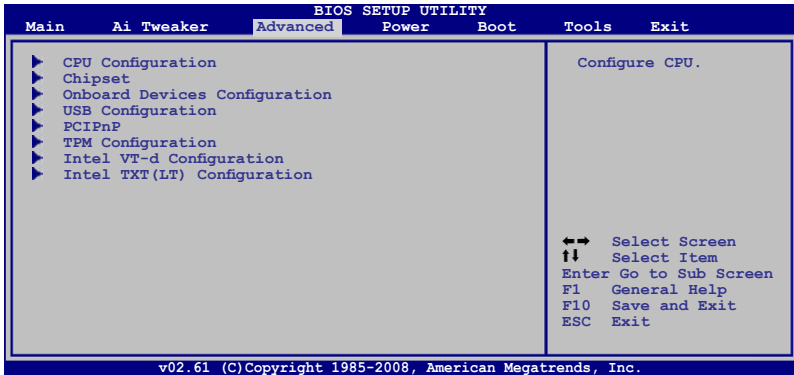 BIOS SETUP UTILITY
Main Ai Tweaker Advanced Power Boot Tools Exit
CPU Configuration
Chipset
Onboard Devices Configuration
USB Configuration
PCIPnP
TPM Configuration
Intel VT-d Configuration
Intel TXT(LT) Configuration
Configure CPU.
←→ Select Screen
↑↓ Select Item
Enter Go to Sub Screen
F1 General Help
F10 Save and Exit
ESC Exit
v02.61 (C)Copyright 1985-2008, American Megatrends, Inc.